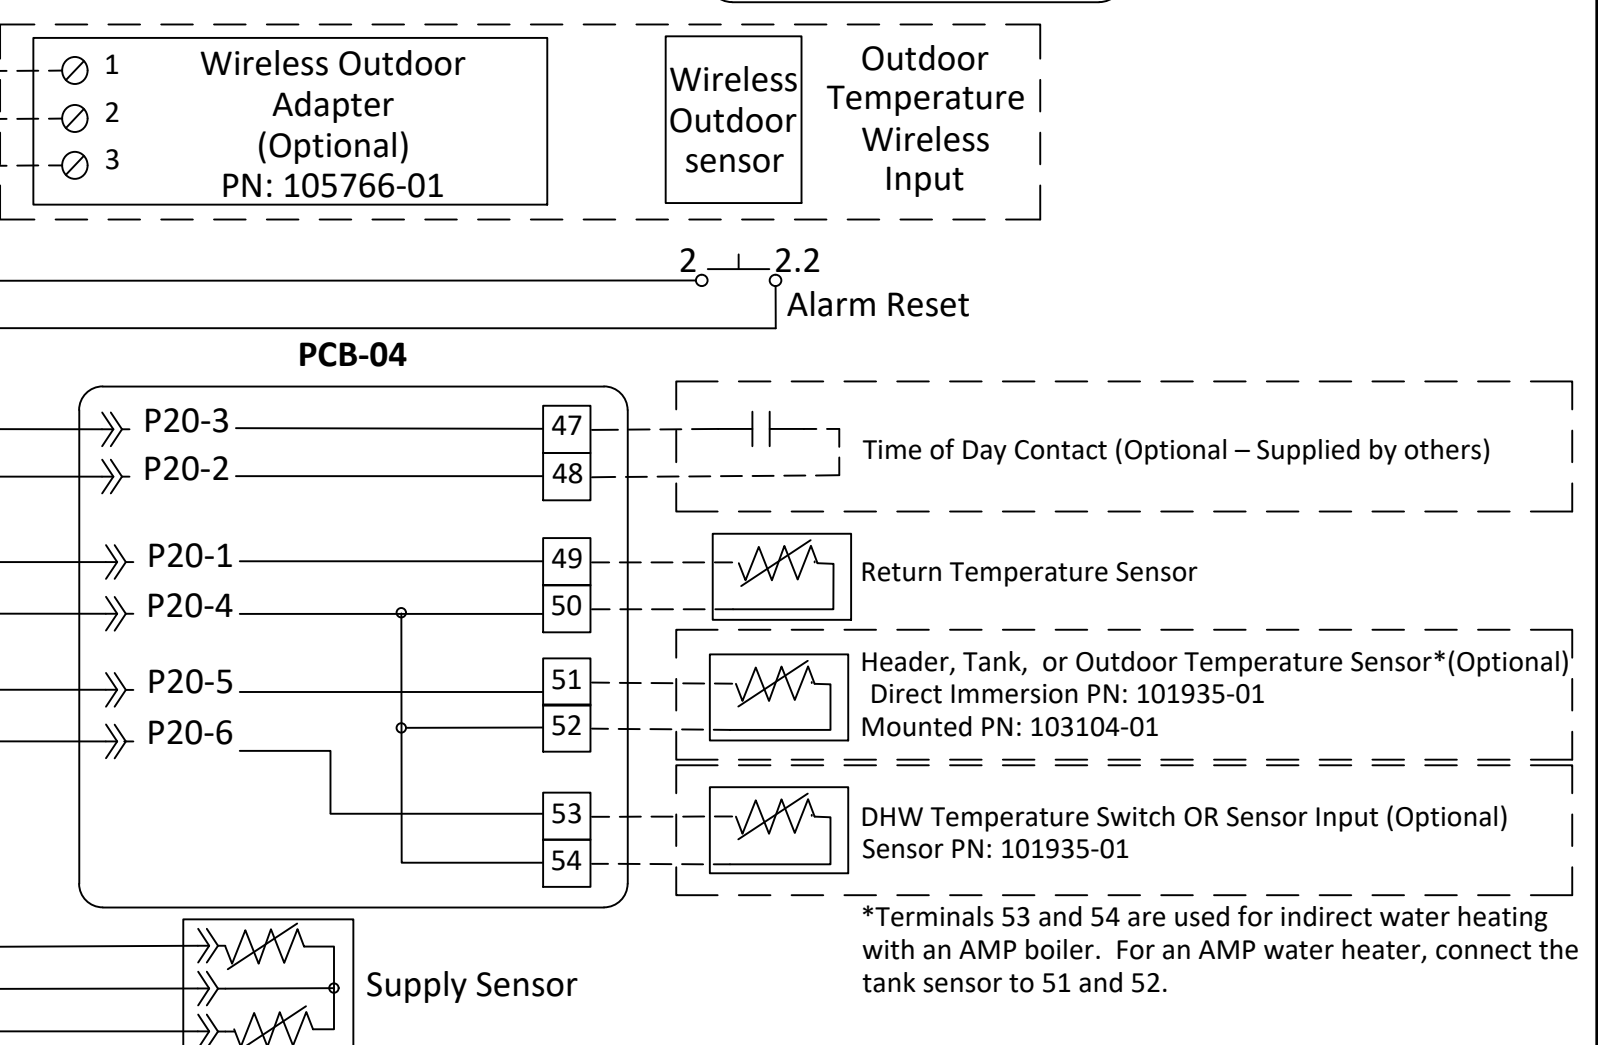 1
2
3
Wireless Outdoor
Adapter
(Optional)
PN: 105766-01
Wireless
Outdoor
sensor
Outdoor
Temperature
Wireless
Input
2
2.2
Alarm Reset
PCB-04
P20-3
47
P20-2
48
Time of Day Contact (Optional – Supplied by others)
P20-1
49
P20-4
50
Return Temperature Sensor
P20-5
51
P20-6
52
Header, Tank, or Outdoor Temperature Sensor*(Optional)
Direct Immersion PN: 101935-01
Mounted PN: 103104-01
53
54
DHW Temperature Switch OR Sensor Input (Optional)
Sensor PN: 101935-01
*Terminals 53 and 54 are used for indirect water heating
with an AMP boiler. For an AMP water heater, connect the
tank sensor to 51 and 52.
Supply Sensor